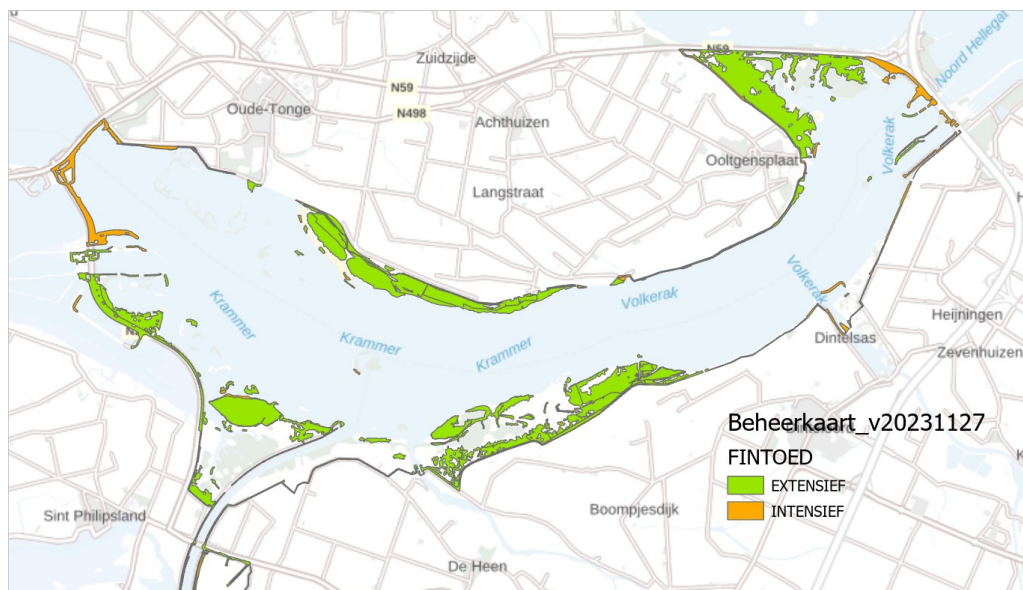 N59
Noord Hellegat
Zuidzijde
N59
Oude-Tonge
N498
Achthuizen
Volkerak
Ooltgensplaat
Langstraat
Volkerak
Volkerak
Krammer
Krammer
Krammer
Heijningen
Dintelsas
Zevenhuizen
Beheerkaart_v20231127
FINTOED
EXTENSIEF
INTENSIEF
Sint Philipsland
Boompjesdijk
De Heen